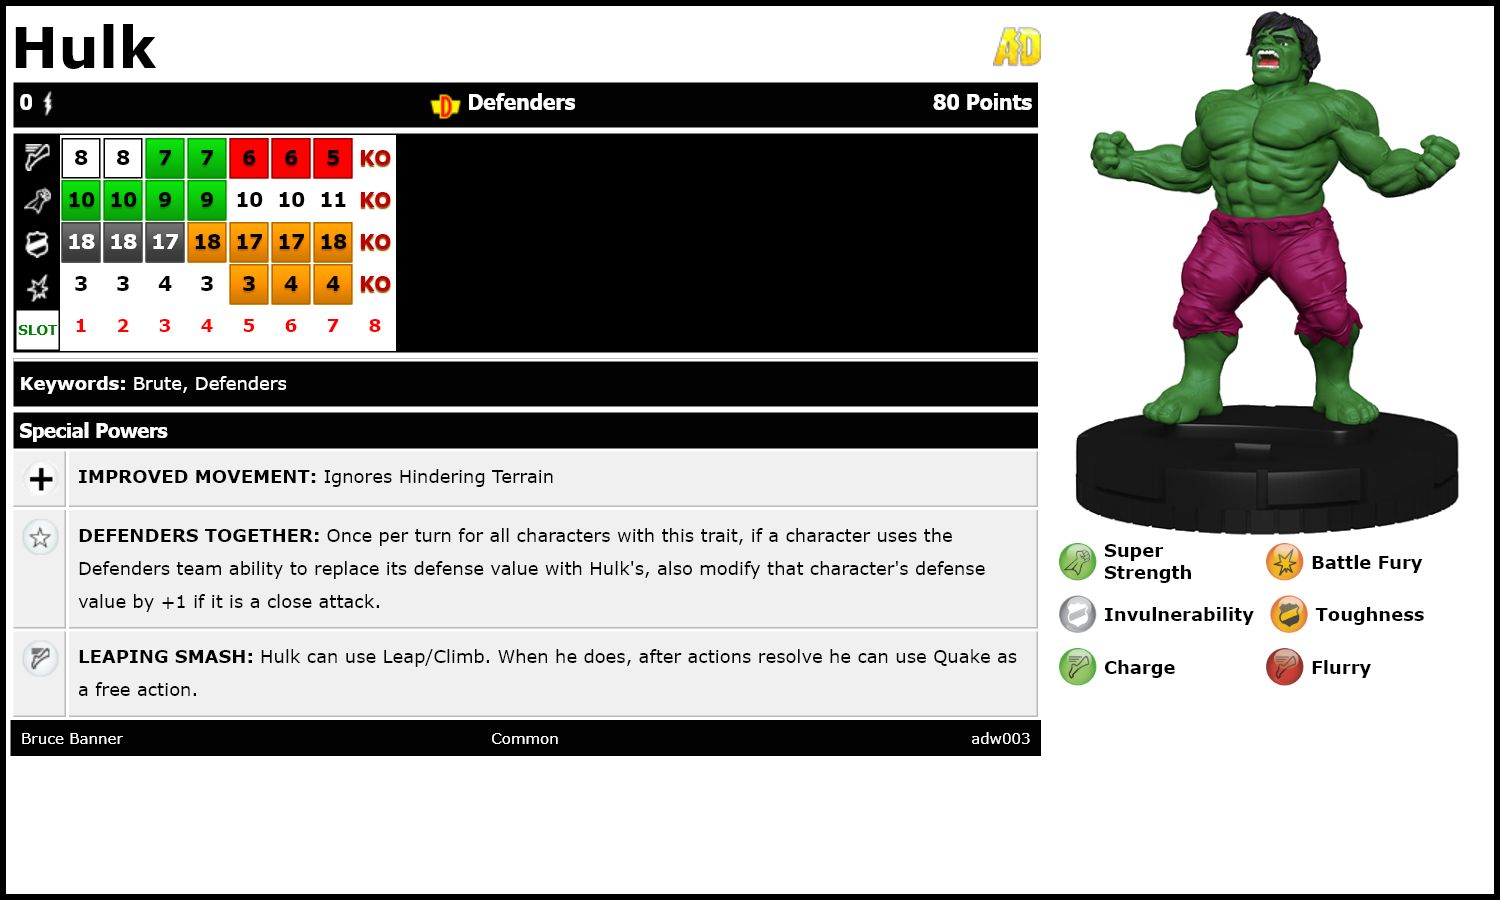 Hulk
AD
0 Defenders 80 Points
8 8 7 7 6 6 5 KO
10 10 9 9 10 10 11 KO
18 18 17 18 17 17 18 KO
3 3 4 3 3 4 4 KO
SLOT 1 2 3 4 5 6 7 8
Keywords: Brute, Defenders
Special Powers
IMPROVED MOVEMENT: Ignores Hindering Terrain
DEFENDERS TOGETHER: Once per turn for all characters with this trait, if a character uses the
Defenders team ability to replace its defense value with Hulk's, also modify that character's defense
value by +1 if it is a close attack.
LEAPING SMASH: Hulk can use Leap/Climb. When he does, after actions resolve he can use Quake as
a free action.
Bruce Banner Common adw003
Super
Strength
Battle Fury
Invulnerability Toughness
Charge Flurry